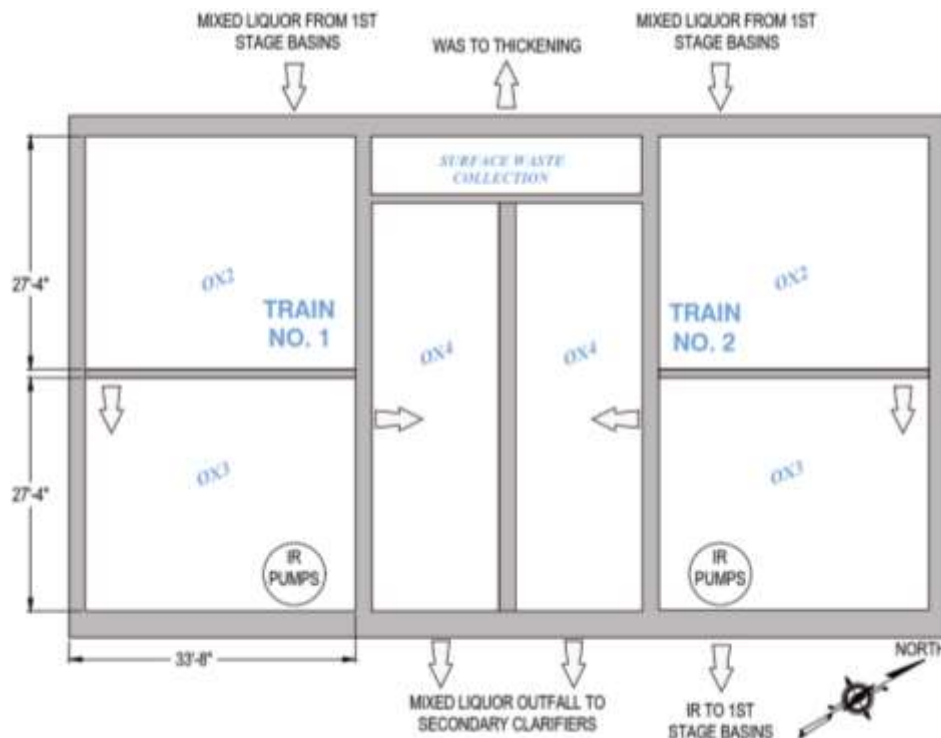 MIXED LIQUOR FROM 1ST
STAGE BASINS
WAS TO THICKENING
MIXED LIQUOR FROM 1ST
STAGE BASINS
SURFACE WASTE
COLLECTION
27'-4"
OX2
TRAIN
NO. 1
OX4
OX4
OX2
TRAIN
NO. 2
27'-4"
OX3
OX3
IR
PUMPS
IR
PUMPS
33'-8"
MIXED LIQUOR OUTFALL TO
SECONDARY CLARIFIERS
IR TO 1ST
STAGE BASINS
NORTH